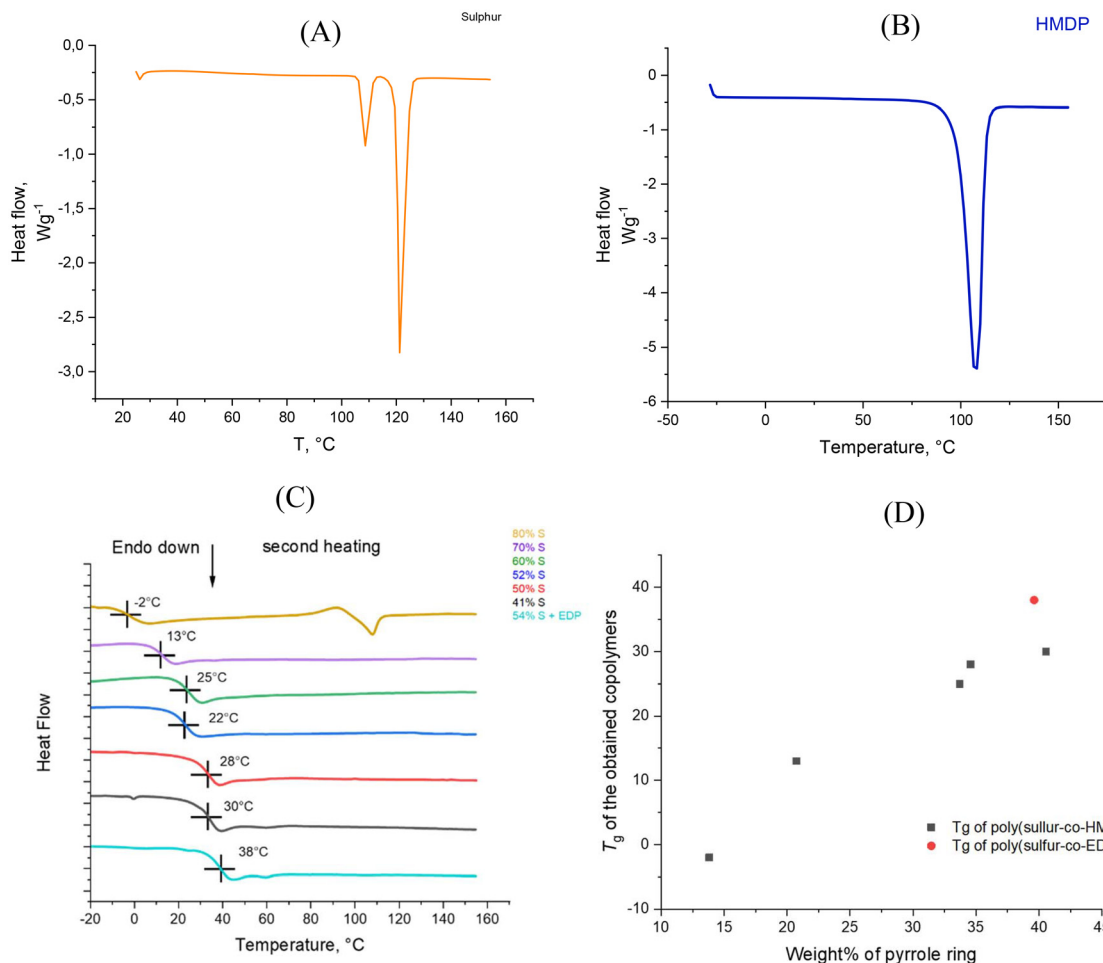 (A)
Sulphur
0,0
-0,5
-1,0
-1,5
-2,0
-2,5
-3,0
Heat flow,
Wg-1
20 40 60 80 100 120 140 160
T, °C
(B)
HMDP
0
-1
-2
-3
-4
-5
-6
Heat flow
Wg-1
-50 0 50 100 150
Temperature, °C
(C)
Endo down
second heating
80% S
70% S
60% S
52% S
50% S
41% S
54% S + EDP
-2°C
13°C
25°C
22°C
28°C
30°C
38°C
Heat Flow
-20 0 20 40 60 80 100 120 140 160
Temperature, °C
(D)
40
30
20
10
0
-10
Tg of the obtained copolymers
Tg of poly(sullur-co-HM
Tg of poly(sulfur-co-ED
10 15 20 25 30 35 40 45
Weight% of pyrrole ring